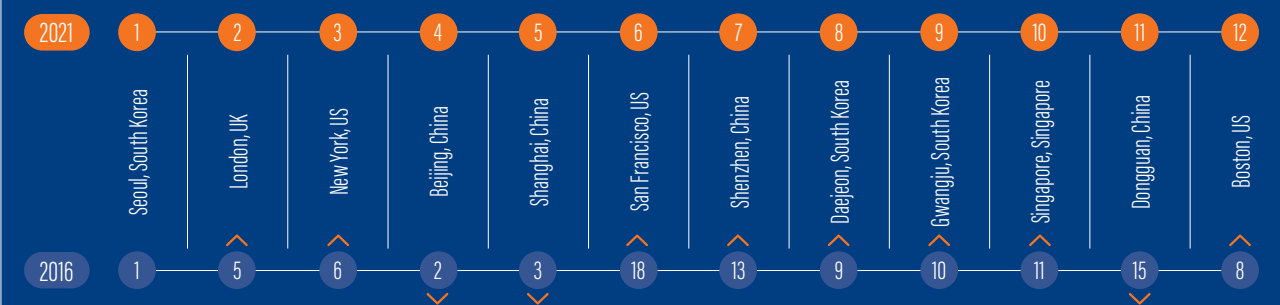 2021 1 2 3 4 5 6 7 8 9 10 11 12
Seoul, South Korea
London, UK
New York, US
Beijing, China
Shanghai, China
San Francisco, US
Shenzhen, China
Daejeon, South Korea
Gwangju, South Korea
Singapore, Singapore
Dongguan, China
Boston, US
2016 1 5 6 2 3 18 13 9 10 11 15 8